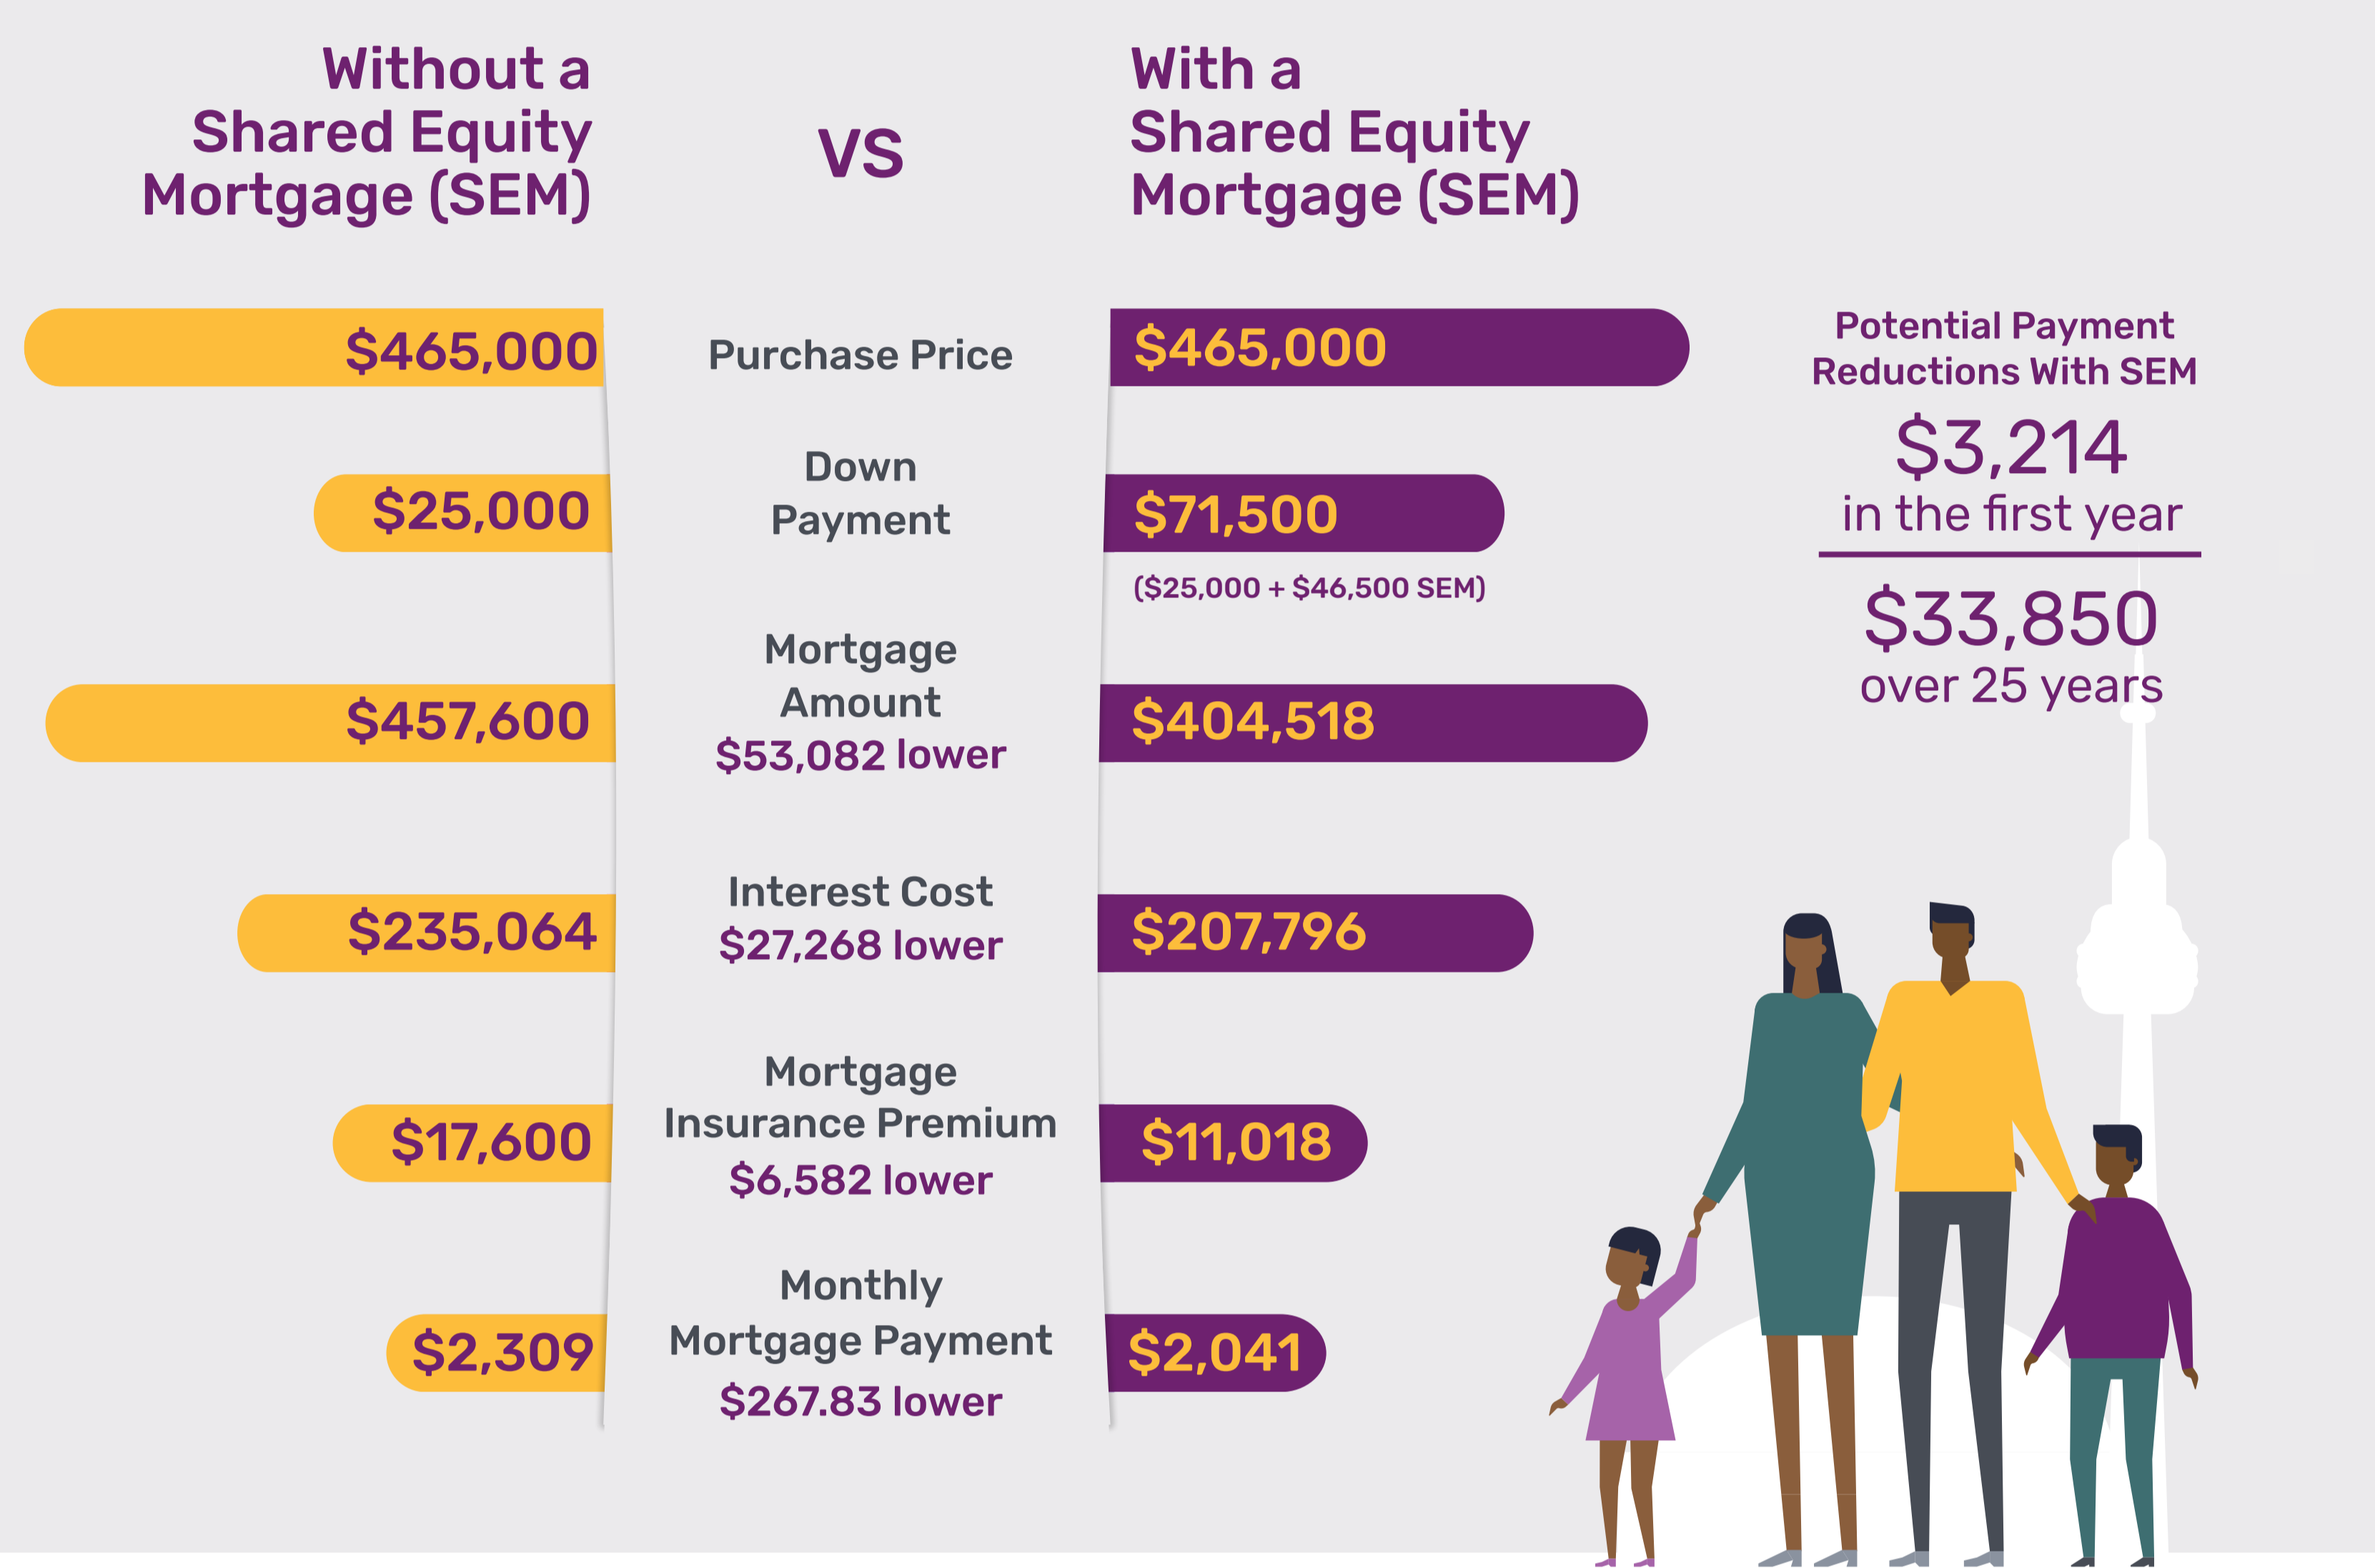 Without a
Shared Equity
Mortgage (SEM)
vs
With a
Shared Equity
Mortgage (SEM)
$465,000
Purchase Price
$465,000
$25,000
Down
Payment
$71,500
($25,000 + $46,500 SEM)
$457,600
Mortgage
Amount
$53,082 lower
$404,518
$235,064
Interest Cost
$27,268 lower
$207,796
$17,600
Mortgage
Insurance Premium
$6,582 lower
$11,018
$2,309
Monthly
Mortgage Payment
$267.83 lower
$2,041
Potential Payment
Reductions With SEM
$3,214
in the first year
$33,850
over 25 years